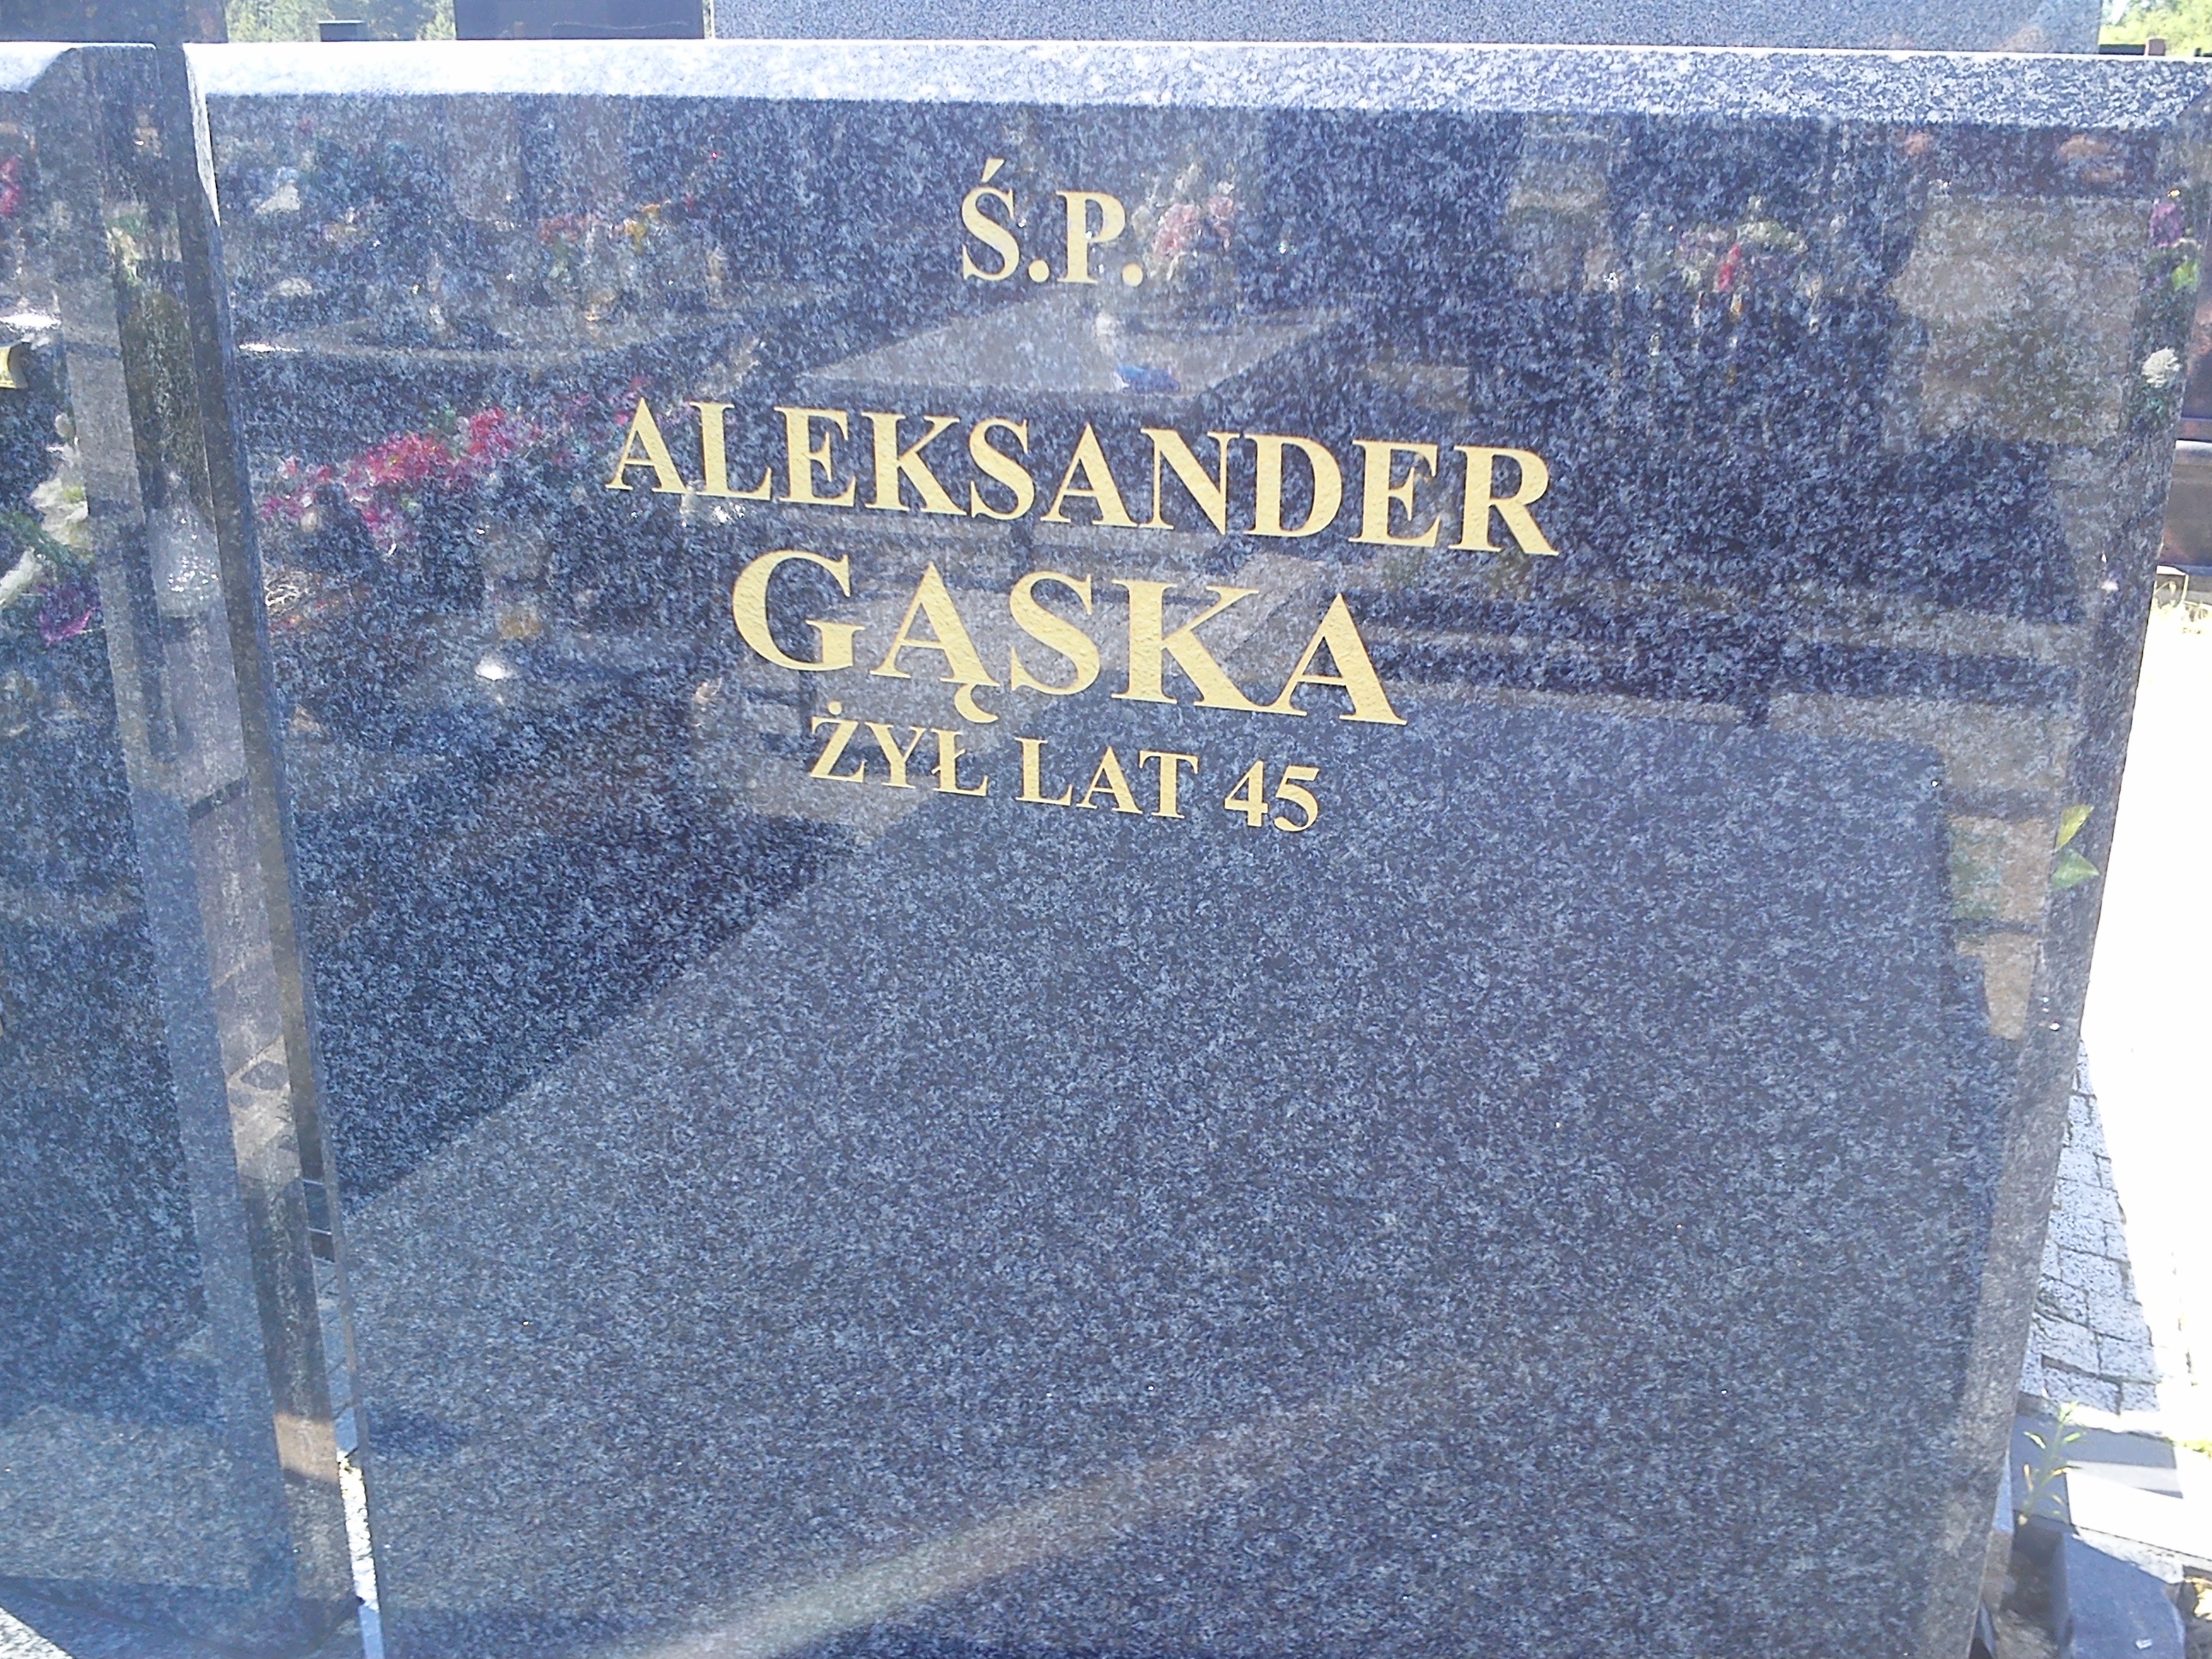 Ś.P.
ALEKSANDER
GĄSKA
ŻYŁ LAT 45